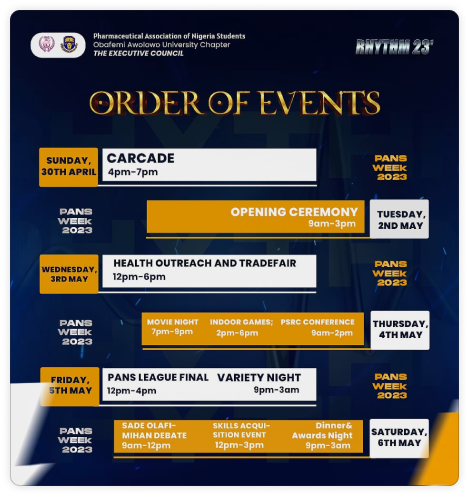 Pharmaceutical Association of Nigeria Students
Obafemi Awolowo University Chapter
THE EXECUTIVE COUNCIL
RHYTHM 23'
ORDER OF EVENTS
SUNDAY,
30TH APRIL
CARCADE
4pm-7pm
PANS
WEEK
2023
PANS
WEEK
2023
OPENING CEREMONY
9am-3pm
TUESDAY,
2ND MAY
WEDNESDAY,
3RD MAY
HEALTH OUTREACH AND TRADEFAIR
12pm-6pm
PANS
WEEK
2023
PANS
WEEK
2023
MOVIE NIGHT
7pm-9pm
INDOOR GAMES;
2pm-6pm
PSRC CONFERENCE
9am-2pm
THURSDAY,
4TH MAY
FRIDAY,
5TH MAY
PANS LEAGUE FINAL
12pm-4pm
VARIETY NIGHT
9pm-3am
PANS
WEEK
2023
PANS
WEEK
2023
SADE OLAFI-
MIHAN DEBATE
9am-12pm
SKILLS ACQUI-
SITION EVENT
12pm-3pm
Dinner&
Awards Night
9pm-3am
SATURDAY,
6TH MAY